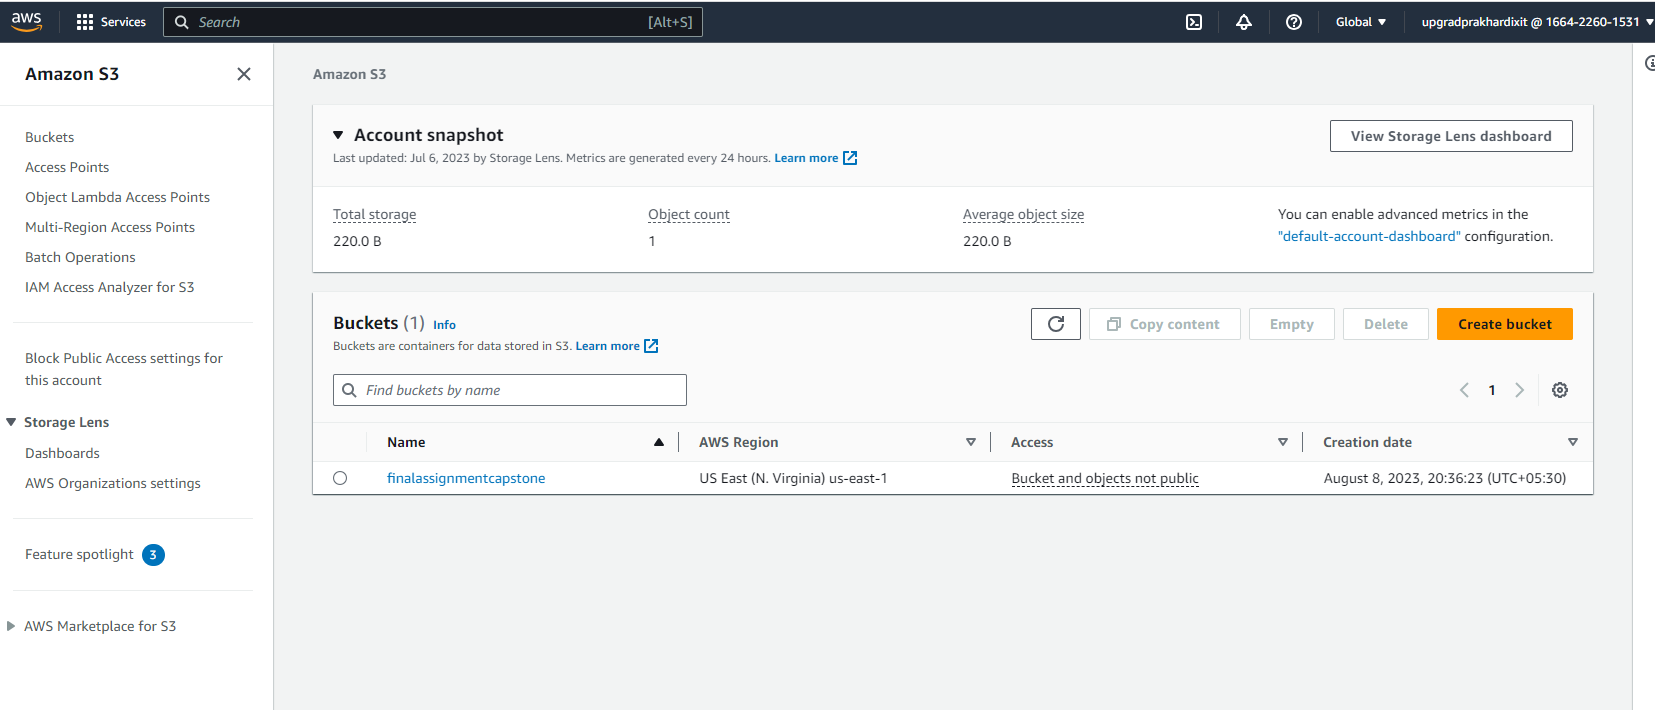 aws
Services
Search
[Alt+S]
Global
upgradprakhardixit @ 1664-2260-1531
Amazon S3
Buckets
Access Points
Object Lambda Access Points
Multi-Region Access Points
Batch Operations
IAM Access Analyzer for S3
Block Public Access settings for
this account
Storage Lens
Dashboards
AWS Organizations settings
Feature spotlight 3
AWS Marketplace for S3
Amazon S3
Account snapshot
View Storage Lens dashboard
Last updated: Jul 6, 2023 by Storage Lens. Metrics are generated every 24 hours. Learn more
Total storage
220.0 B
Object count
1
Average object size
220.0 B
You can enable advanced metrics in the
"default-account-dashboard" configuration.
Buckets (1) Info
Buckets are containers for data stored in S3. Learn more
Copy content
Empty
Delete
Create bucket
Find buckets by name
1
Name AWS Region Access Creation date
finalassignmentcapstone US East (N. Virginia) us-east-1 Bucket and objects not public August 8, 2023, 20:36:23 (UTC+05:30)